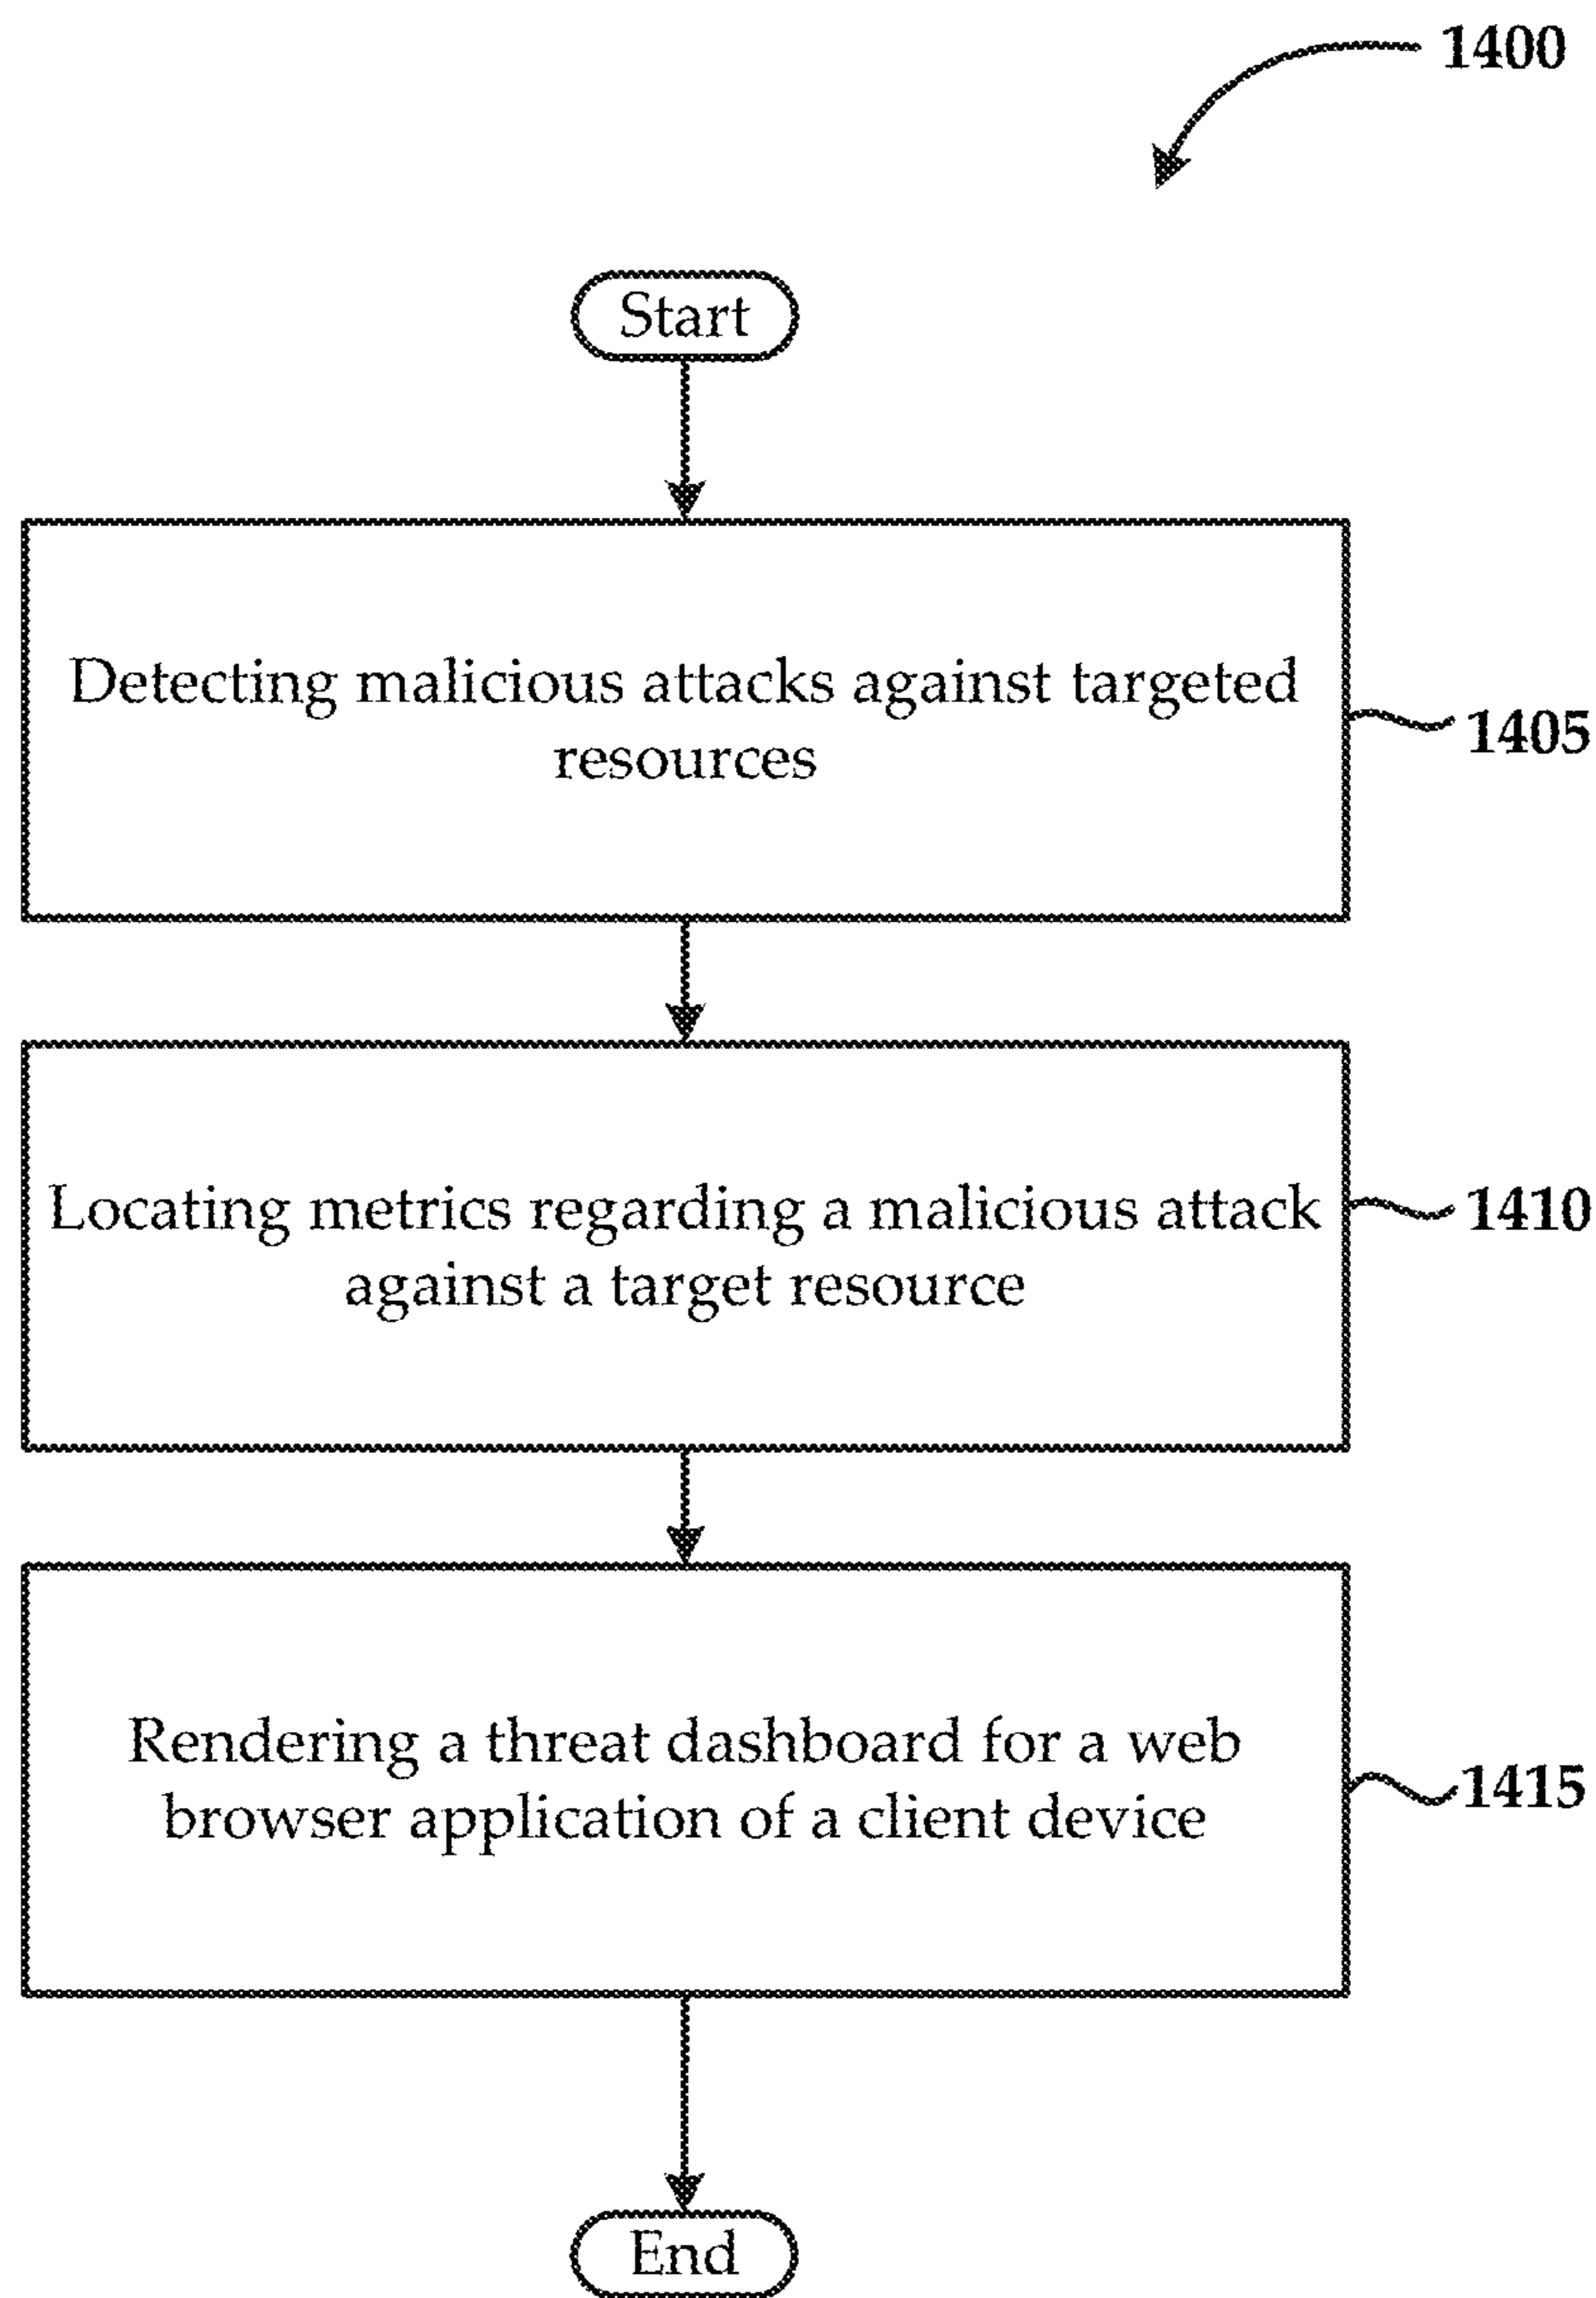 1400
Start
Detecting malicious attacks against targeted
resources
1405
Locating metrics regarding a malicious attack
against a target resource
1410
Rendering a threat dashboard for a web
browser application of a client device
1415
End